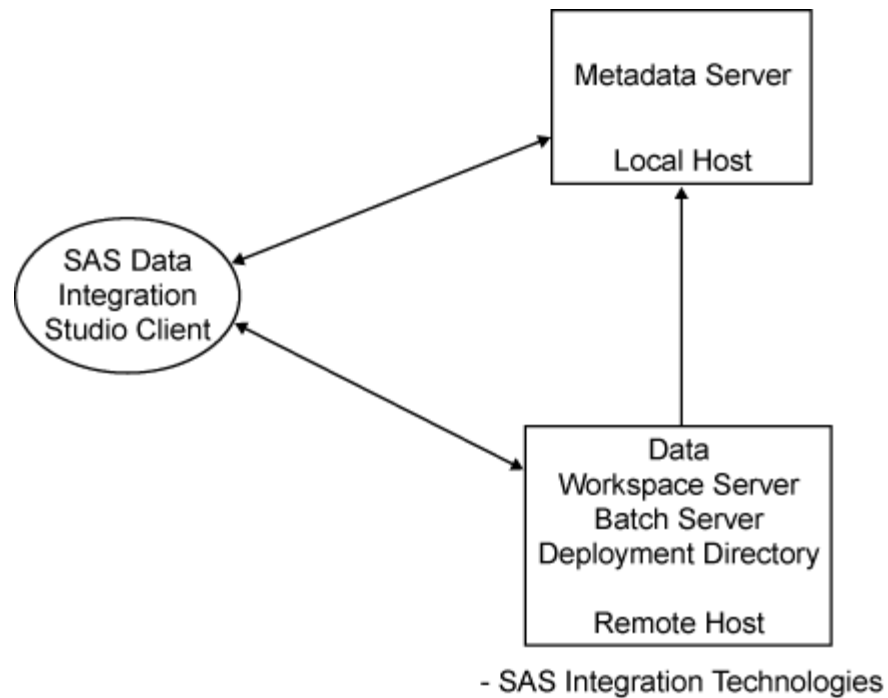 Metadata Server
Local Host
SAS Data
Integration
Studio Client
Data
Workspace Server
Batch Server
Deployment Directory
Remote Host
- SAS Integration Technologies